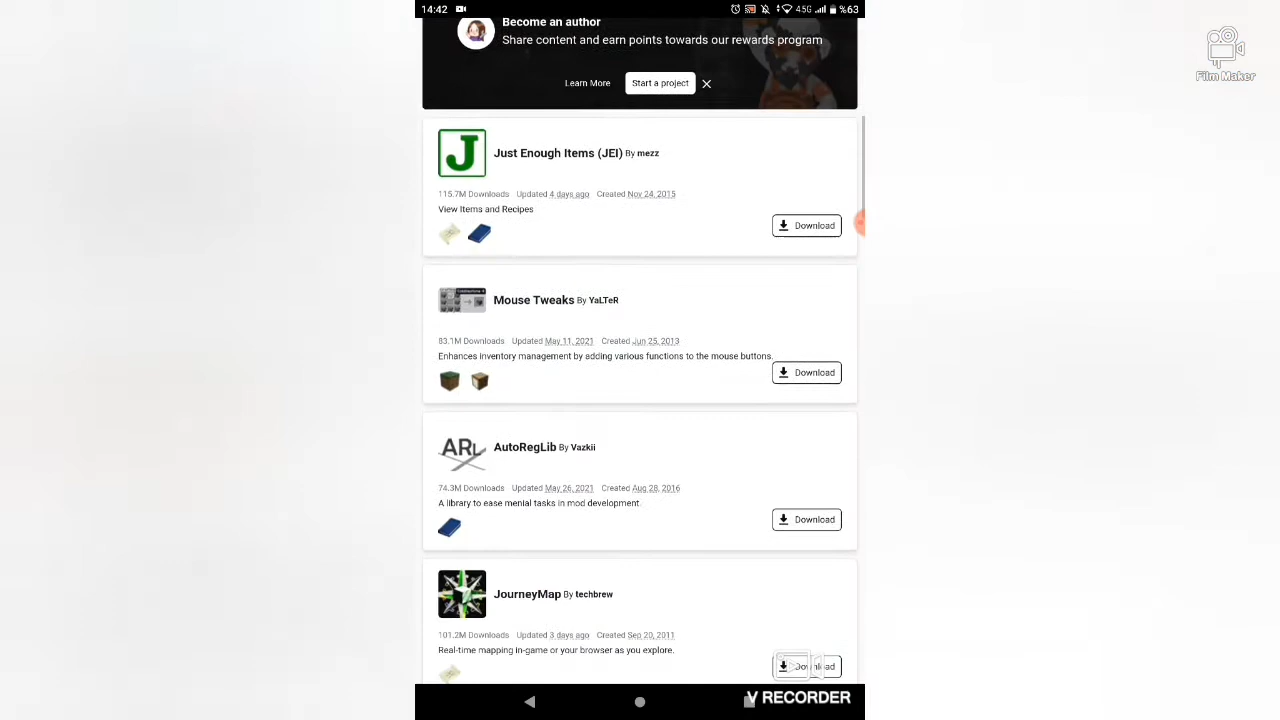 14:42
4.5G
%63
Become an author
Share content and earn points towards our rewards program
Learn More
Start a project
Film Maker
J
Just Enough Items (JEI) By mezz
115.7M Downloads Updated 4 days ago Created Nov 24, 2015
View Items and Recipes
Download
Mouse Tweaks By YaLTeR
83.1M Downloads Updated May 11, 2021 Created Jun 25, 2013
Enhances inventory management by adding various functions to the mouse buttons.
Download
ARL
AutoRegLib By Vazkii
74.3M Downloads Updated May 26, 2021 Created Aug 28, 2016
A library to ease menial tasks in mod development.
Download
JourneyMap By techbrew
101.2M Downloads Updated 3 days ago Created Sep 20, 2011
Real-time mapping in-game or your browser as you explore.
Download
V RECORDER